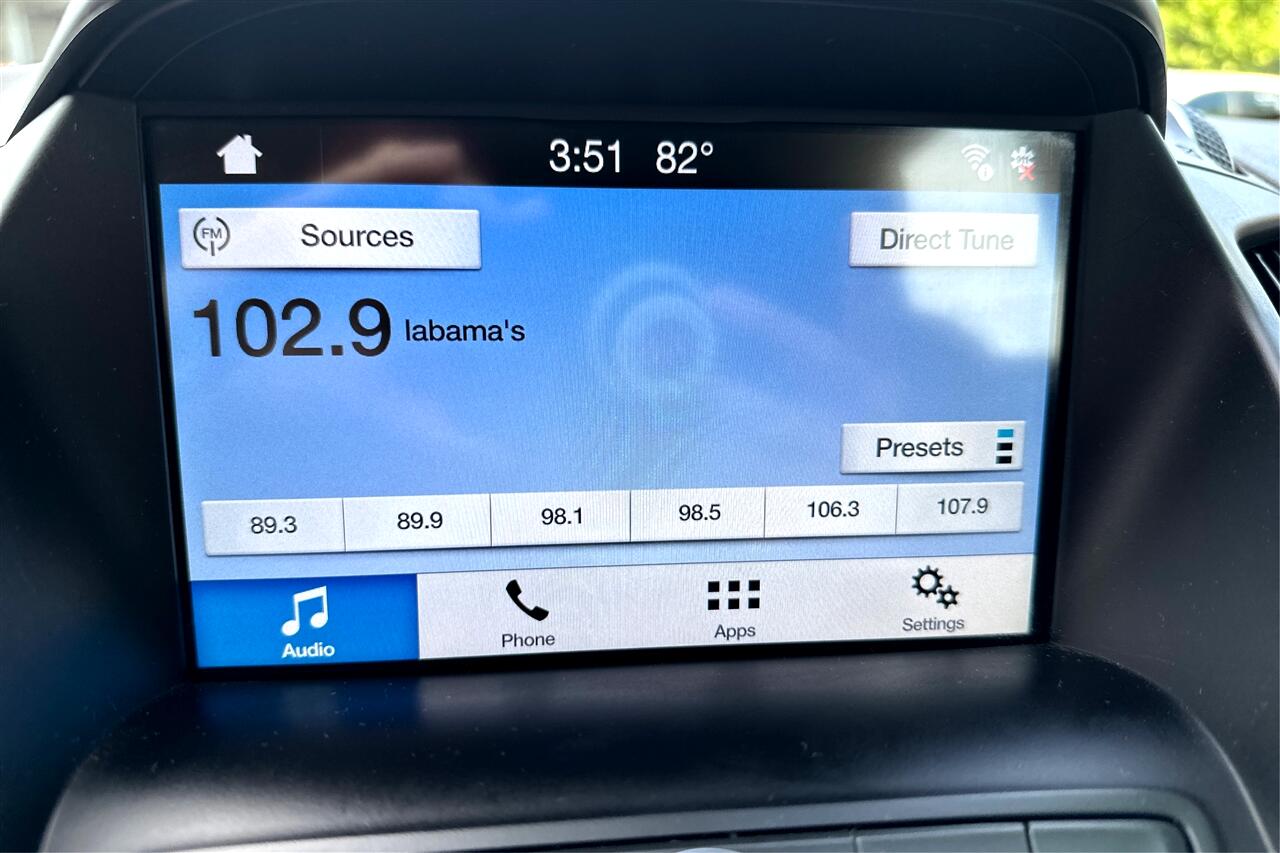 3:51 82°
FM Sources
Direct Tune
102.9 labama's
Presets
89.3 89.9 98.1 98.5 106.3 107.9
Audio Phone Apps Settings